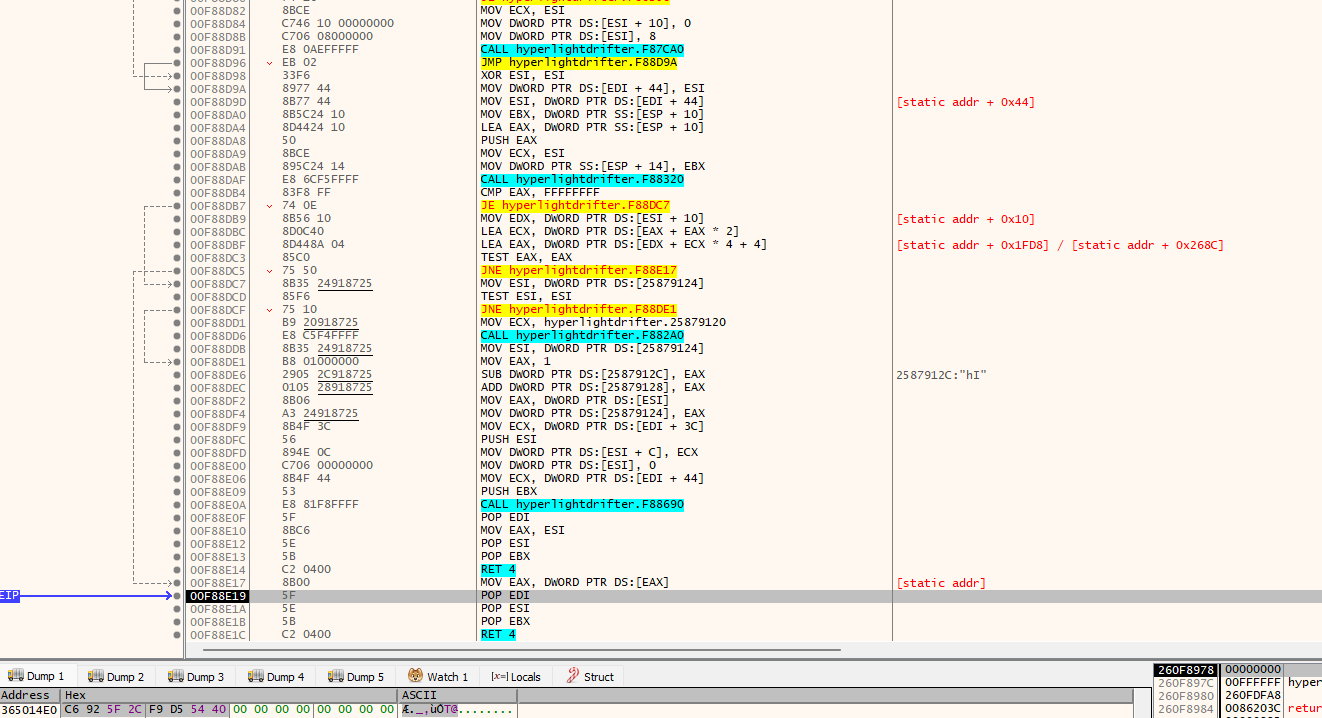 00F88D82 8BCE MOV ECX, ESI
00F88D84 C746 10 00000000 MOV DWORD PTR DS:[ESI + 10], 0
00F88D8B C706 08000000 MOV DWORD PTR DS:[ESI], 8
00F88D91 E8 0AEFFFFF CALL hyperlightdrifter.F87CA0
00F88D96 EB 02 JMP hyperlightdrifter.F88D9A
00F88D98 33F6 XOR ESI, ESI
00F88D9A 8977 44 MOV DWORD PTR DS:[EDI + 44], ESI
00F88D9D 8B77 44 MOV ESI, DWORD PTR DS:[EDI + 44] [static addr + 0x44]
00F88DA0 8B5C24 10 MOV EBX, DWORD PTR SS:[ESP + 10]
00F88DA4 8D4424 10 LEA EAX, DWORD PTR SS:[ESP + 10]
00F88DA8 50 PUSH EAX
00F88DA9 8BCE MOV ECX, ESI
00F88DAB 895C24 14 MOV DWORD PTR SS:[ESP + 14], EBX
00F88DAF E8 6CF5FFFF CALL hyperlightdrifter.F88320
00F88DB4 83F8 FF CMP EAX, FFFFFFFF
00F88DB7 74 0E JE hyperlightdrifter.F88DC7
00F88DB9 8B56 10 MOV EDX, DWORD PTR DS:[ESI + 10] [static addr + 0x10]
00F88DBC 8D0C40 LEA ECX, DWORD PTR DS:[EAX + EAX * 2]
00F88DBF 8D448A 04 LEA EAX, DWORD PTR DS:[EDX + ECX * 4 + 4] [static addr + 0x1FD8] / [static addr + 0x268C]
00F88DC3 85C0 TEST EAX, EAX
00F88DC5 75 50 JNE hyperlightdrifter.F88E17
00F88DC7 8B35 24918725 MOV ESI, DWORD PTR DS:[25879124]
00F88DCD 85F6 TEST ESI, ESI
00F88DCF 75 10 JNE hyperlightdrifter.F88DE1
00F88DD1 B9 20918725 MOV ECX, hyperlightdrifter.25879120
00F88DD6 E8 C5F4FFFF CALL hyperlightdrifter.F882A0
00F88DDB 8B35 24918725 MOV ESI, DWORD PTR DS:[25879124]
00F88DE1 B8 01000000 MOV EAX, 1
00F88DE6 2905 2C918725 SUB DWORD PTR DS:[2587912C], EAX 2587912C:"hI"
00F88DEC 0105 28918725 ADD DWORD PTR DS:[25879128], EAX
00F88DF2 8B06 MOV EAX, DWORD PTR DS:[ESI]
00F88DF4 A3 24918725 MOV DWORD PTR DS:[25879124], EAX
00F88DF9 8B4F 3C MOV ECX, DWORD PTR DS:[EDI + 3C]
00F88DFC 56 PUSH ESI
00F88DFD 894E 0C MOV DWORD PTR DS:[ESI + C], ECX
00F88E00 C706 00000000 MOV DWORD PTR DS:[ESI], 0
00F88E06 8B4F 44 MOV ECX, DWORD PTR DS:[EDI + 44]
00F88E09 53 PUSH EBX
00F88E0A E8 81F8FFFF CALL hyperlightdrifter.F88690
00F88E0F 5F POP EDI
00F88E10 8BC6 MOV EAX, ESI
00F88E12 5E POP ESI
00F88E13 5B POP EBX
00F88E14 C2 0400 RET 4
00F88E17 8B00 MOV EAX, DWORD PTR DS:[EAX] [static addr]
EIP 00F88E19 5F POP EDI
00F88E1A 5E POP ESI
00F88E1B 5B POP EBX
00F88E1C C2 0400 RET 4
Dump 1 Dump 2 Dump 3 Dump 4 Dump 5 Watch 1 [x=] Locals Struct
Address Hex ASCII
365014E0 C6 92 5F 2C F9 D5 54 40 00 00 00 00 00 00 00 00 Æ._,ùÕT@........
260F8978 00000000
260F897C 00FFFFFF hyper
260F8980 260FDFA8
260F8984 0086203C retur